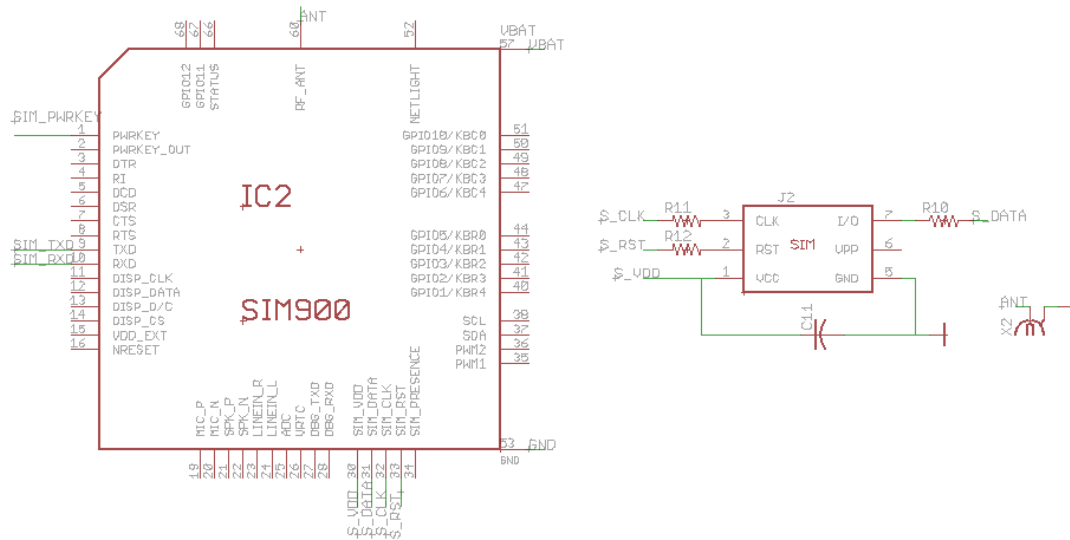 ANT
68
67
66
60
52
VBAT
57
VBAT
GPIO12
GPIO11
STATUS
RF_ANT
NETLIGHT
SIM_PWRKEY
1 PWRKEY
2 PWRKEY_OUT
3 DTR
4 RI
5 DCD
6 DSR
7 CTS
8 RTS
SIM_TXD 9 TXD
SIM_RXD 10 RXD
11 DISP_CLK
12 DISP_DATA
13 DISP_D/C
14 DISP_CS
15 VDD_EXT
16 NRESET
IC2
SIM900
GPIO10/KBC0 51
GPIO9/KBC1 50
GPIO8/KBC2 49
GPIO7/KBC3 48
GPIO6/KBC4 47
GPIO5/KBR0 44
GPIO4/KBR1 43
GPIO3/KBR2 42
GPIO2/KBR3 41
GPIO1/KBR4 40
SCL 38
SDA 37
PWM2 36
PWM1 35
MIC_P
MIC_N
SPK_P
SPK_N
LINEIN_R
LINEIN_L
ADC
VRTC
DBG_TXD
DBG_RXD
SIM_VDD
SIM_DATA
SIM_CLK
SIM_RST
SIM_PRESENCE
53 GND
GND
19
20
21
22
23
24
25
26
27
28
30
31
32
33
34
S_VDD
S_DATA
S_CLK
S_RST
J2
S_CLK R11 3 CLK I/O 7 R10 S_DATA
S_RST R12 2 RST SIM VPP 6
S_VDD 1 VCC GND 5
C11
ANT
X2